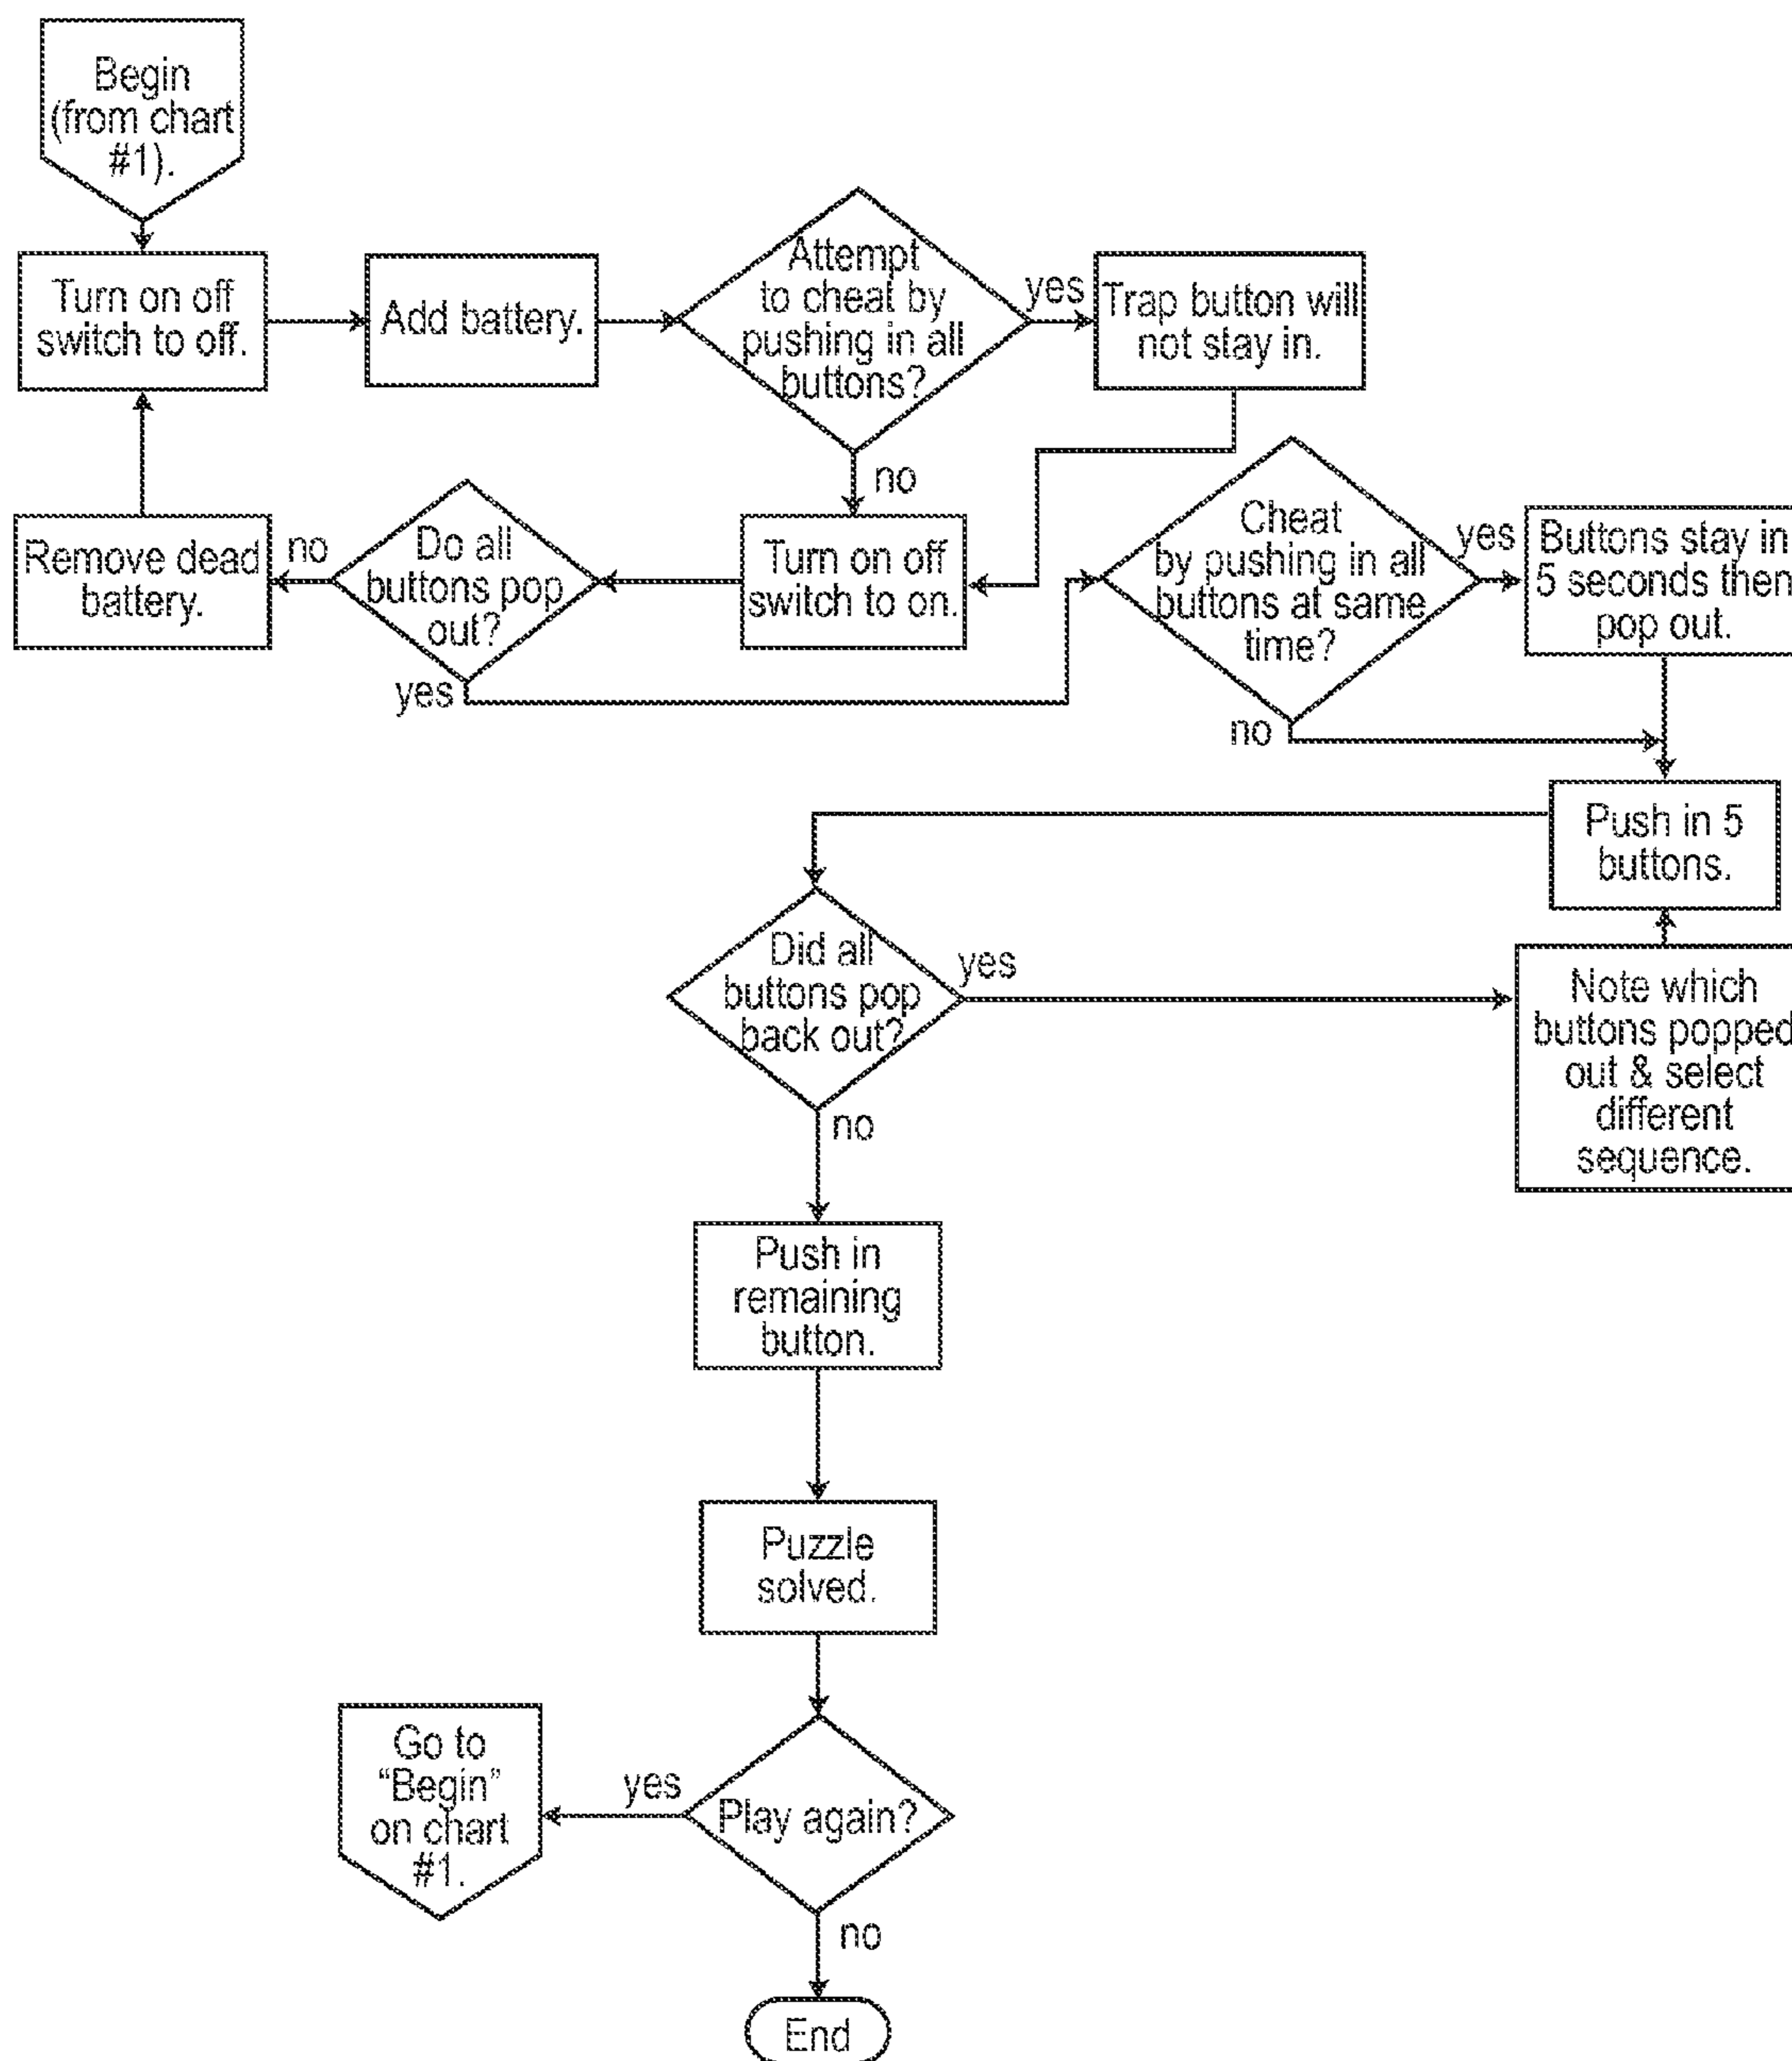 Begin
(from chart
#1).
Turn on off
switch to off.
Add battery.
Attempt
to cheat by
pushing in all
buttons?
yes
Trap button will
not stay in.
no
Remove dead
battery.
no
Do all
buttons pop
out?
yes
Turn on off
switch to on.
Cheat
by pushing in all
buttons at same
time?
yes
Buttons stay in
5 seconds then
pop out.
no
Push in 5
buttons.
Did all
buttons pop
back out?
yes
Note which
buttons popped
out & select
different
sequence.
no
Push in
remaining
button.
Puzzle
solved.
Go to
“Begin”
on chart
#1.
yes
Play again?
no
End